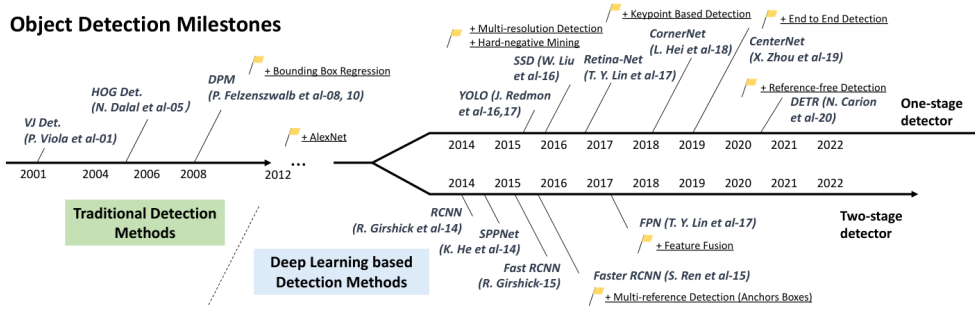 Object Detection Milestones
+ Bounding Box Regression
DPM
(P. Felzenszwalb et al-08, 10)
HOG Det.
(N. Dalal et al-05)
VJ Det.
(P. Viola et al-01)
+ AlexNet
...
2001
2004
2006
2008
2012
Traditional Detection
Methods
Deep Learning based
Detection Methods
+ Multi-resolution Detection
+ Hard-negative Mining
SSD (W. Liu
et al-16)
YOLO (J. Redmon
et al-16,17)
+ Keypoint Based Detection
Retina-Net
(T. Y. Lin et al-17)
CornerNet
(L. Hei et al-18)
+ End to End Detection
CenterNet
(X. Zhou et al-19)
+ Reference-free Detection
DETR (N. Carion
et al-20)
One-stage
detector
2014
2015
2016
2017
2018
2019
2020
2021
2022
2014
2015
2016
2017
2018
2019
2020
2021
2022
Two-stage
detector
RCNN
(R. Girshick et al-14)
SPPNet
(K. He et al-14)
Fast RCNN
(R. Girshick-15)
FPN (T. Y. Lin et al-17)
+ Feature Fusion
Faster RCNN (S. Ren et al-15)
+ Multi-reference Detection (Anchors Boxes)